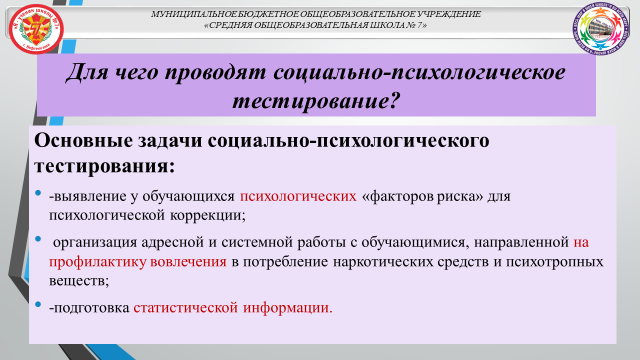 МУНИЦИПАЛЬНОЕ БЮДЖЕТНОЕ ОБЩЕОБРАЗОВАТЕЛЬНОЕ УЧРЕЖДЕНИЕ
«СРЕДНЯЯ ОБЩЕОБРАЗОВАТЕЛЬНАЯ ШКОЛА № 7»
Для чего проводят социально-психологическое
тестирование?
Основные задачи социально-психологического
тестирования:
• -выявление у обучающихся психологических «факторов риска» для
психологической коррекции;
• организация адресной и системной работы с обучающимися, направленной на
профилактику вовлечения в потребление наркотических средств и психотропных
веществ;
• -подготовка статистической информации.